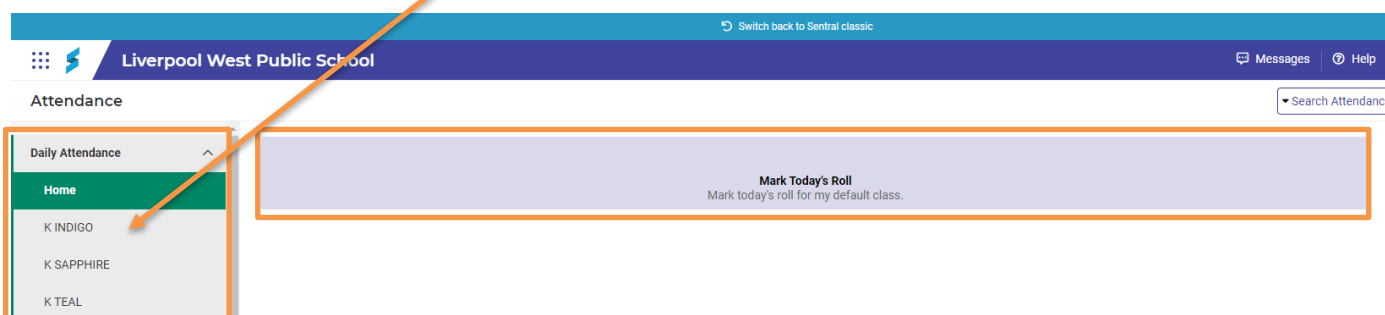 Switch back to Sentral classic
Liverpool West Public School
Messages
Help
Attendance
Search Attendanc
Daily Attendance
Home
K INDIGO
K SAPPHIRE
K TEAL
Mark Today's Roll
Mark today's roll for my default class.